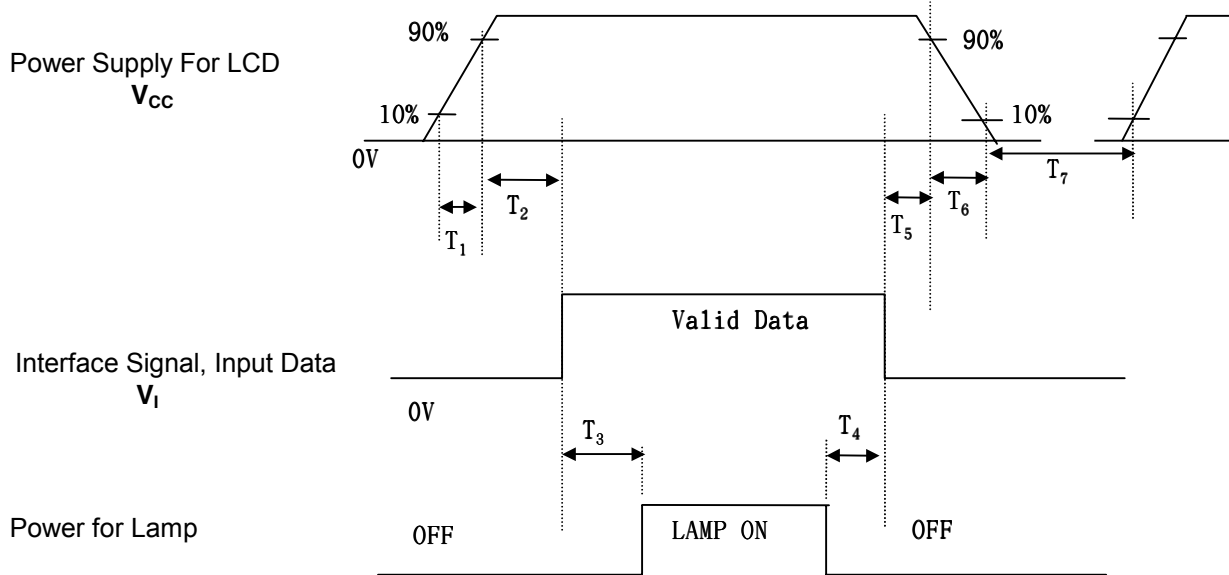 90%
90%
Power Supply For LCD
VCC
10%
10%
0V
T7
T1
T2
T5
T6
Valid Data
Interface Signal, Input Data
VI
0V
T3
T4
Power for Lamp
OFF
LAMP ON
OFF